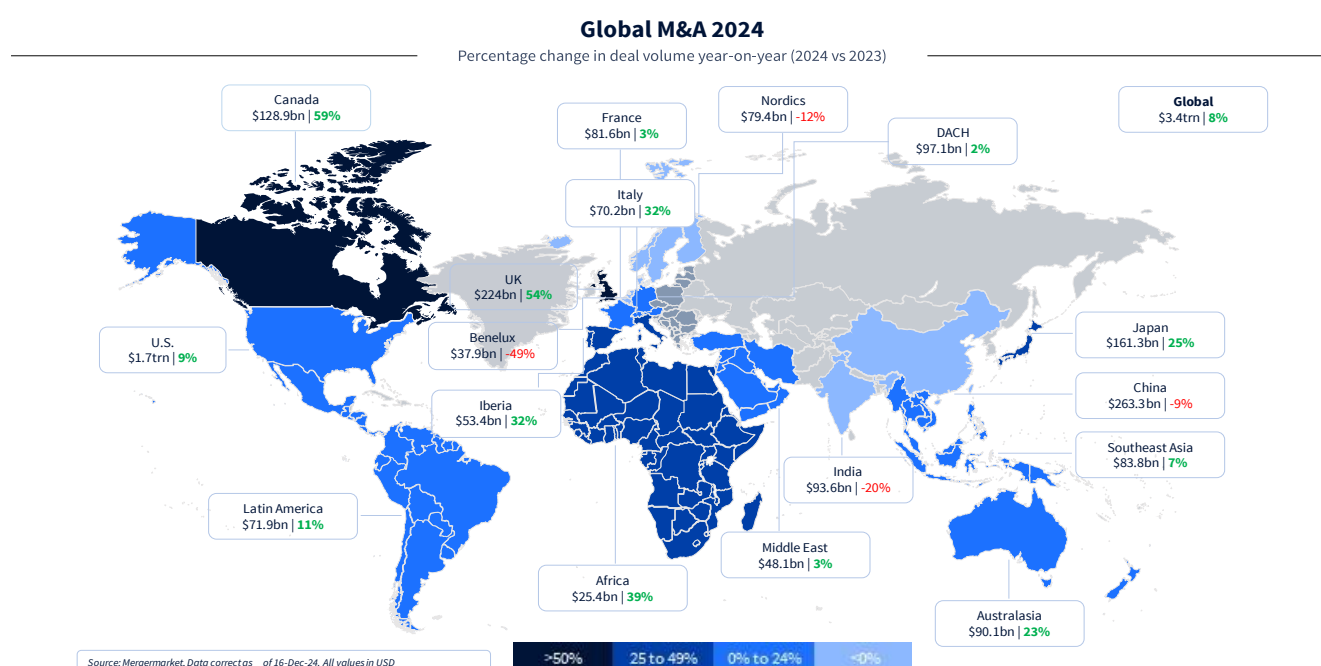 Global M&A 2024
Percentage change in deal volume year-on-year (2024 vs 2023)
Canada
$128.9bn | 59%
France
$81.6bn | 3%
Nordics
$79.4bn | -12%
Global
$3.4trn | 8%
DACH
$97.1bn | 2%
Italy
$70.2bn | 32%
UK
$224bn | 54%
U.S.
$1.7trn | 9%
Benelux
$37.9bn | -49%
Japan
$161.3bn | 25%
China
$263.3bn | -9%
Iberia
$53.4bn | 32%
Southeast Asia
$83.8bn | 7%
India
$93.6bn | -20%
Latin America
$71.9bn | 11%
Middle East
$48.1bn | 3%
Africa
$25.4bn | 39%
Australasia
$90.1bn | 23%
>50% 25 to 49% 0% to 24% <0%
Source: Mergermarket. Data correct as of 16-Dec-24. All values in USD